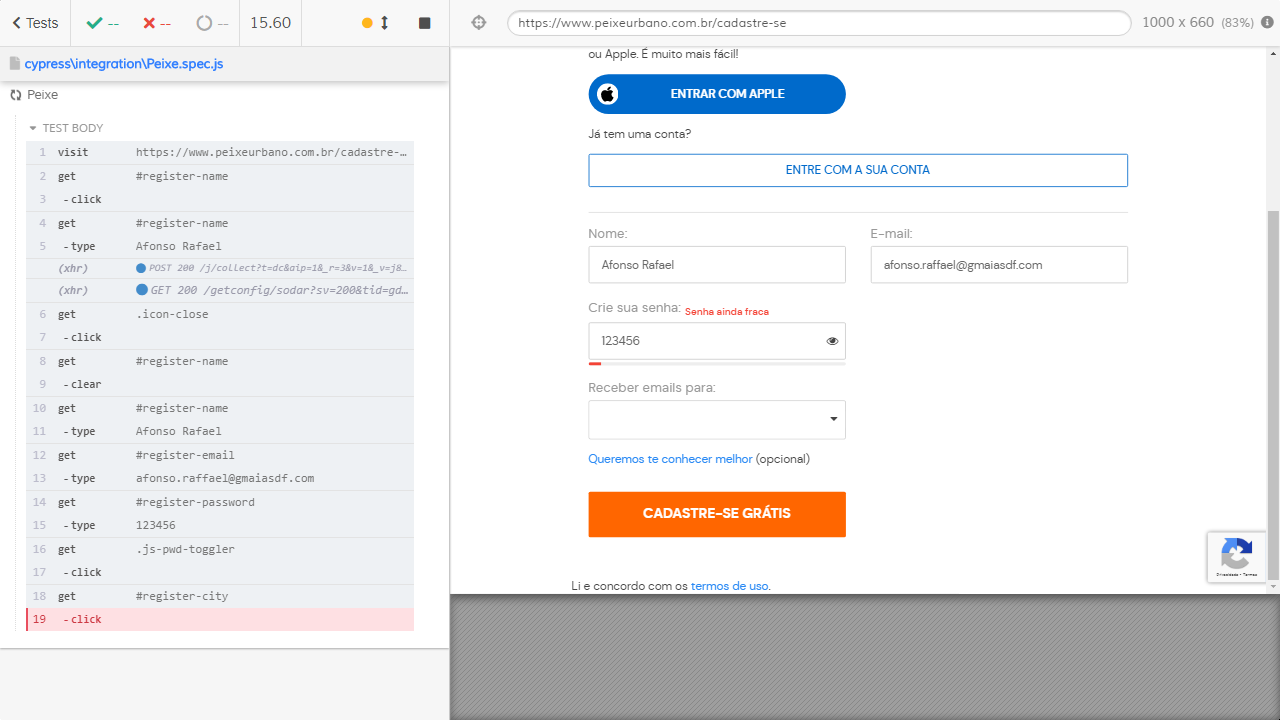 Tests
--
--
--
15.60
https://www.peixeurbano.com.br/cadastre-se
1000 x 660 (83%)
cypress\integration\Peixe.spec.js
Peixe
TEST BODY
1 visit https://www.peixeurbano.com.br/cadastre-…
2 get #register-name
3 -click
4 get #register-name
5 -type Afonso Rafael
(xhr) POST 200 /j/collect?t=dc&aip=1&_r=3&v=1&_v=j8…
(xhr) GET 200 /getconfig/sodar?sv=200&tid=gd…
6 get .icon-close
7 -click
8 get #register-name
9 -clear
10 get #register-name
11 -type Afonso Rafael
12 get #register-email
13 -type afonso.raffael@gmaiasdf.com
14 get #register-password
15 -type 123456
16 get .js-pwd-toggler
17 -click
18 get #register-city
19 -click
ou Apple. É muito mais fácil!
ENTRAR COM APPLE
Já tem uma conta?
ENTRE COM A SUA CONTA
Nome:
E-mail:
Afonso Rafael
afonso.raffael@gmaiasdf.com
Crie sua senha: Senha ainda fraca
123456
Receber emails para:
Queremos te conhecer melhor (opcional)
CADASTRE-SE GRÁTIS
Privacidade - Termos
Li e concordo com os termos de uso.